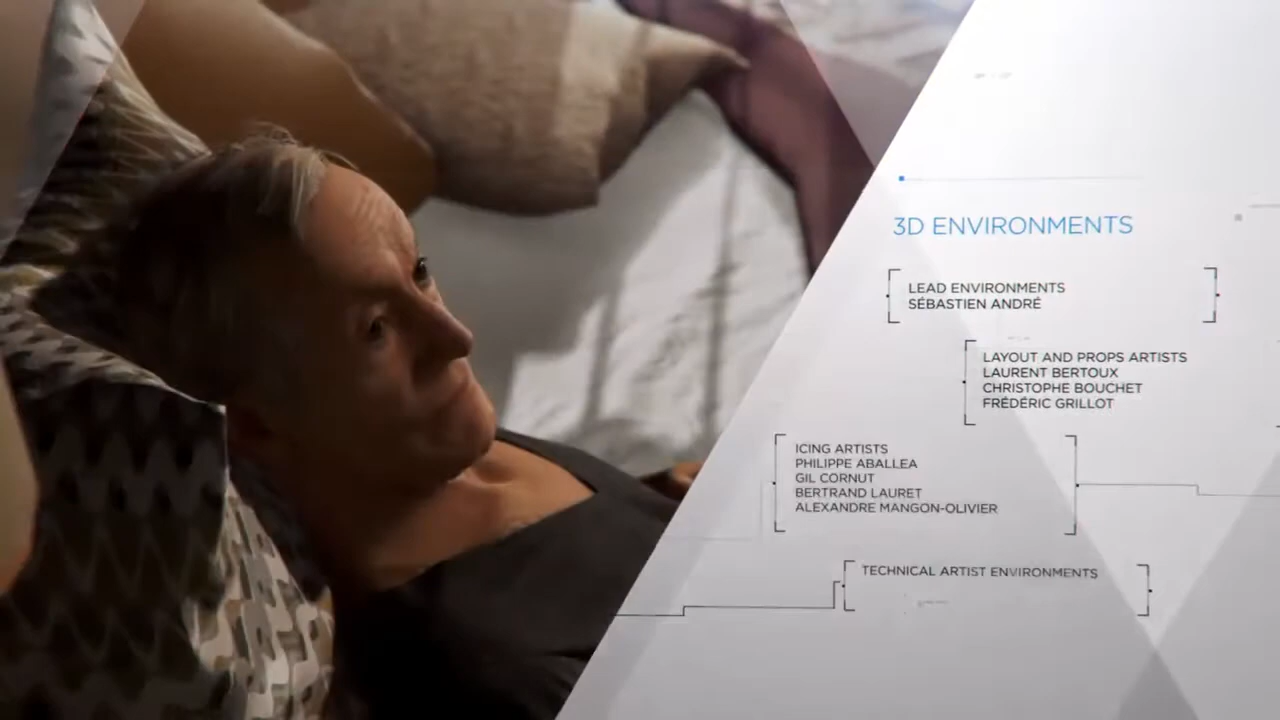 3D ENVIRONMENTS
LEAD ENVIRONMENTS
SÉBASTIEN ANDRÉ
LAYOUT AND PROPS ARTISTS
LAURENT BERTOUX
CHRISTOPHE BOUCHET
FRÉDÉRIC GRILLOT
ICING ARTISTS
PHILIPPE ABALLEA
GIL CORNUT
BERTRAND LAURET
ALEXANDRE MANGON-OLIVIER
TECHNICAL ARTIST ENVIRONMENTS